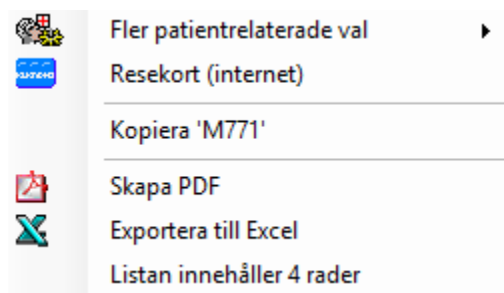 Fler patientrelaterade val
Resekort (internet)
Kopiera 'M771'
Skapa PDF
Exportera till Excel
Listan innehåller 4 rader